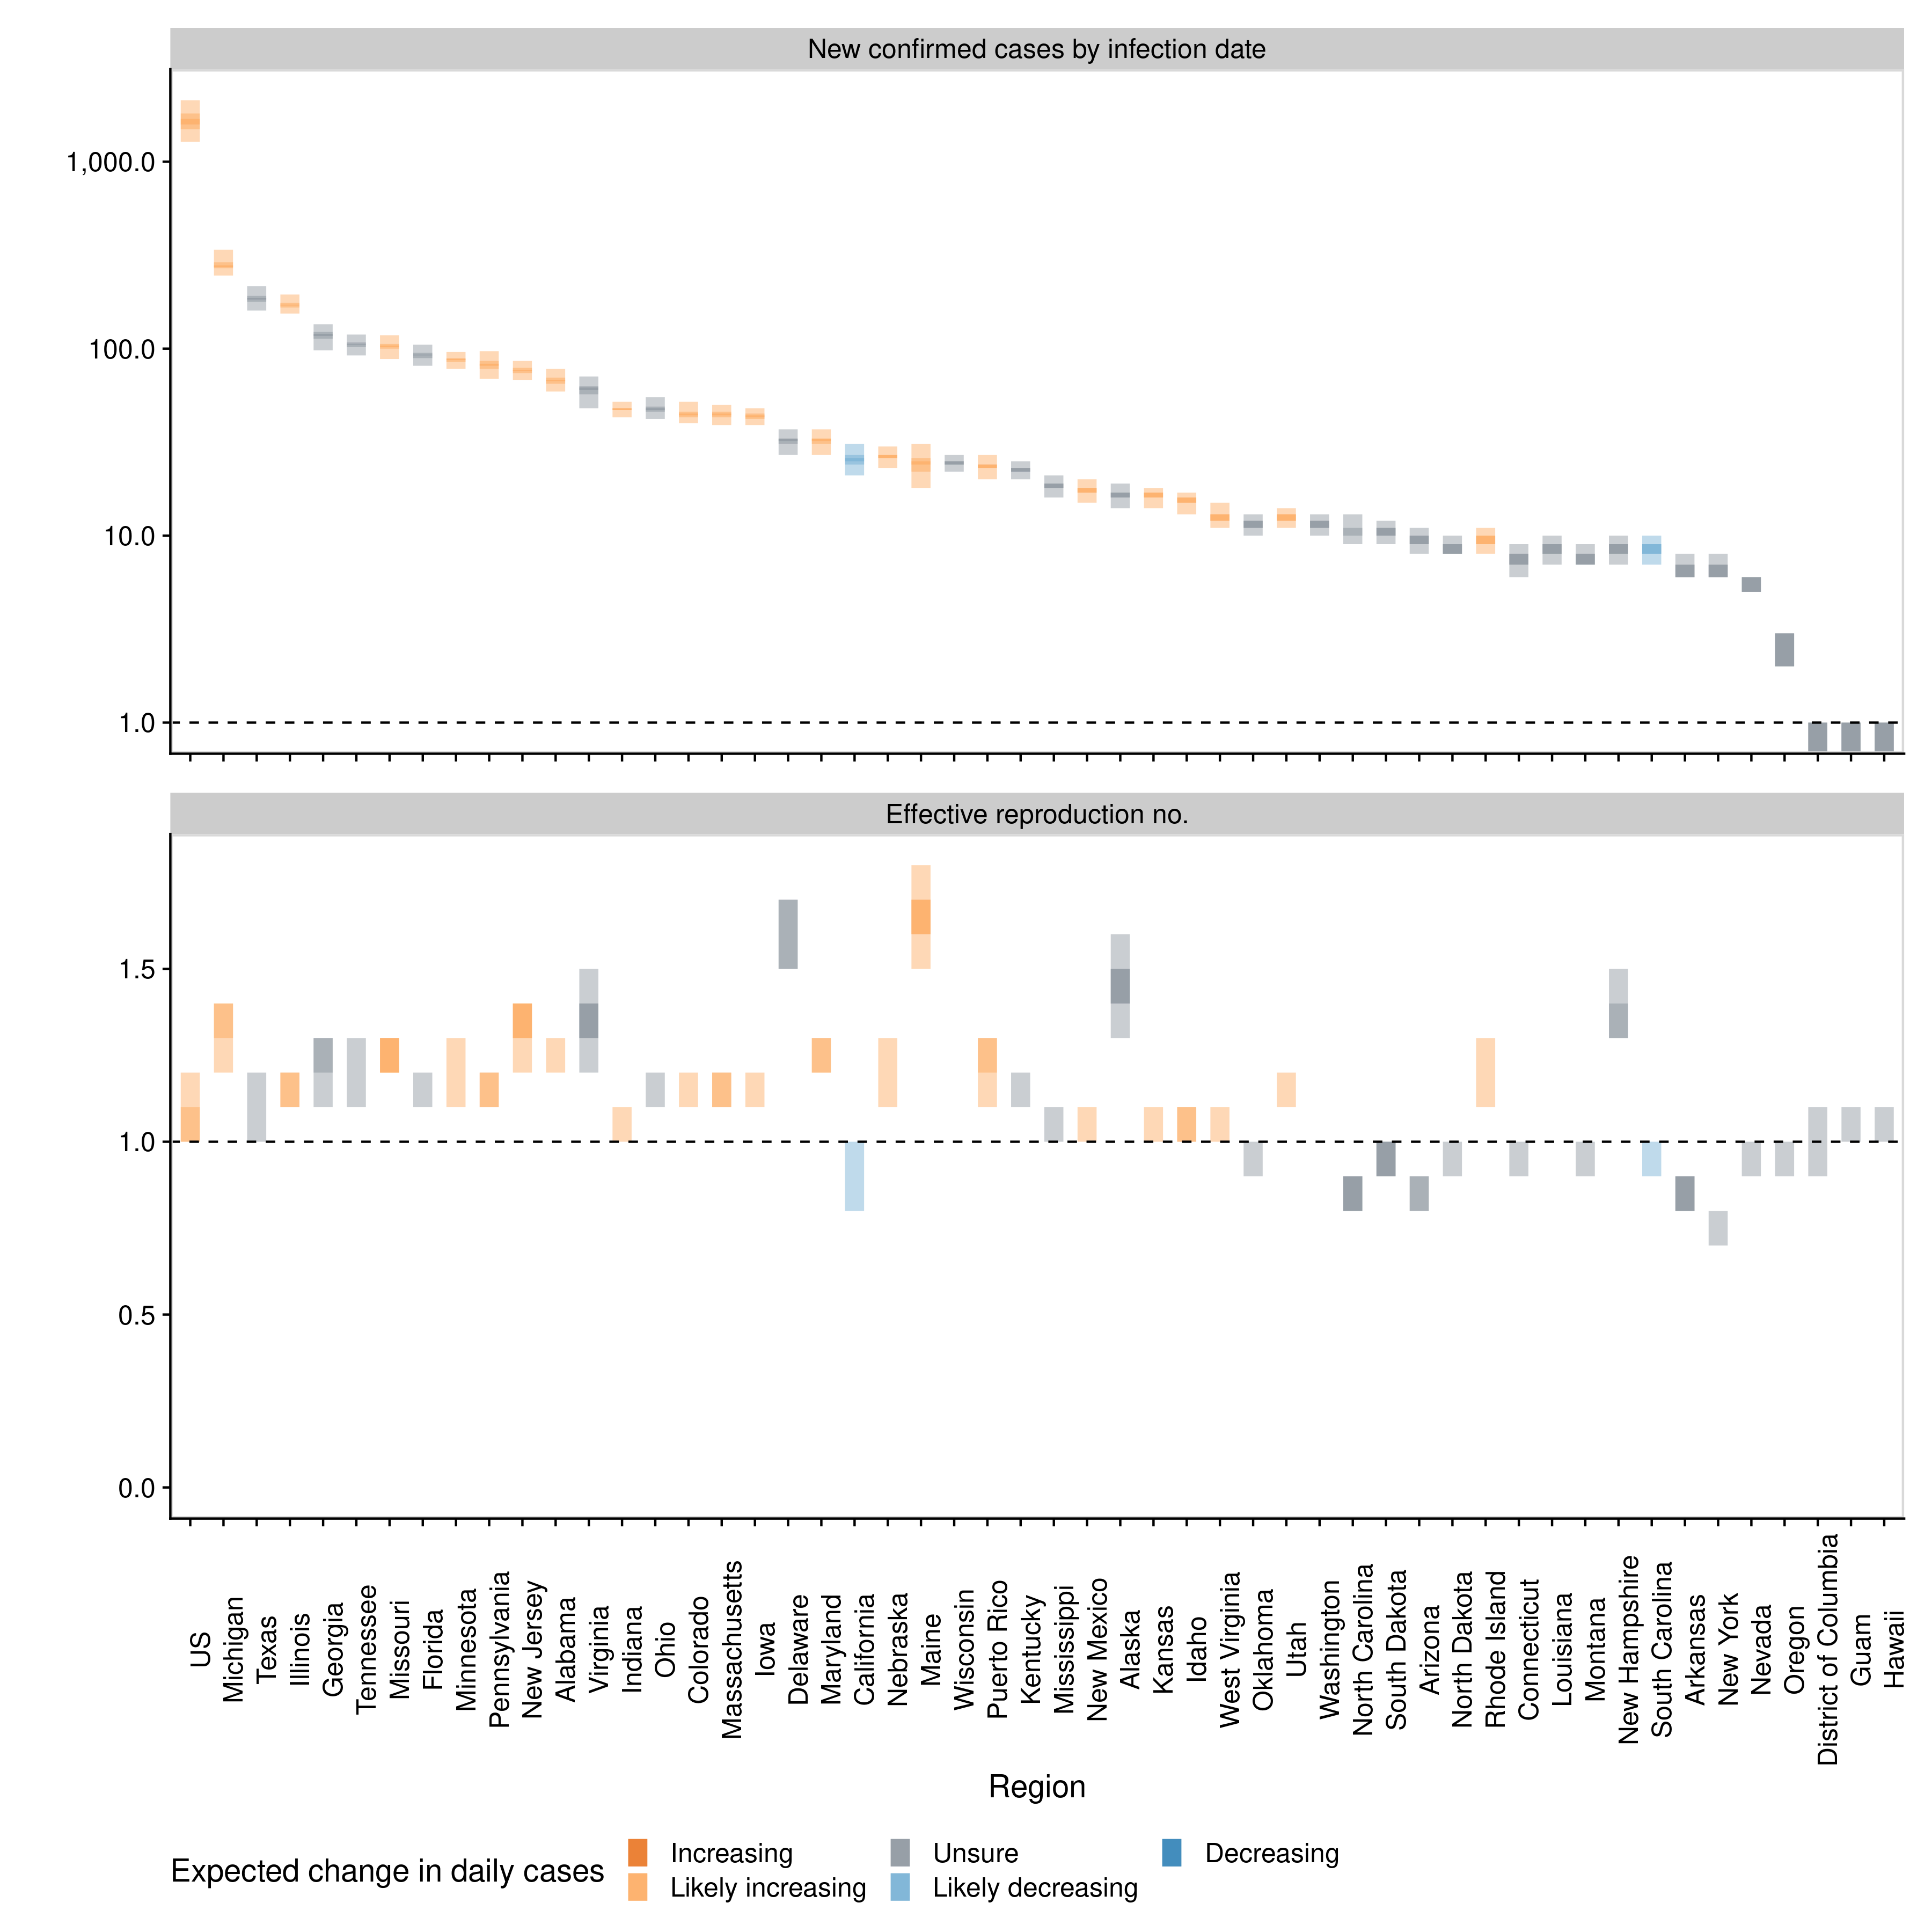 New confirmed cases by infection date
1,000.0
100.0
10.0
1.0
Effective reproduction no.
1.5
1.0
0.5
0.0
US
Michigan
Texas
Illinois
Georgia
Tennessee
Missouri
Florida
Minnesota
Pennsylvania
New Jersey
Alabama
Virginia
Indiana
Ohio
Colorado
Massachusetts
Iowa
Delaware
Maryland
California
Nebraska
Maine
Wisconsin
Puerto Rico
Kentucky
Mississippi
New Mexico
Alaska
Kansas
Idaho
West Virginia
Oklahoma
Utah
Washington
North Carolina
South Dakota
Arizona
North Dakota
Rhode Island
Connecticut
Louisiana
Montana
New Hampshire
South Carolina
Arkansas
New York
Nevada
Oregon
District of Columbia
Guam
Hawaii
Region
Expected change in daily cases
Increasing
Likely increasing
Unsure
Likely decreasing
Decreasing